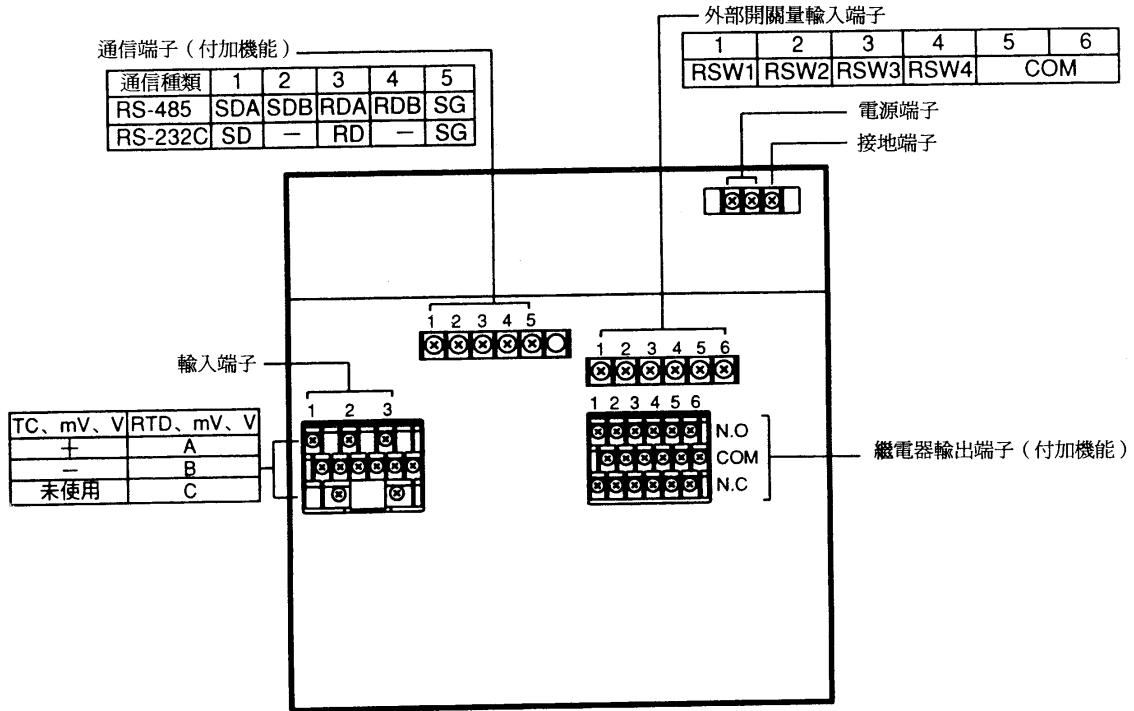 外部開關量輸入端子
1 2 3 4 5 6
RSW1 RSW2 RSW3 RSW4 COM
通信端子（付加機能）
通信種類 1 2 3 4 5
RS-485 SDA SDB RDA RDB SG
RS-232C SD — RD — SG
電源端子
接地端子
1 2 3 4 5
1 2 3 4 5 6
輸入端子
1 2 3
1 2 3 4 5 6
N.O
COM
N.C
繼電器輸出端子（付加機能）
TC、mV、V RTD、mV、V
＋ A
— B
未使用 C